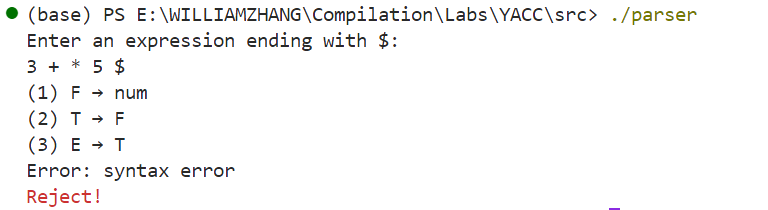 (base) PS E:\WILLIAMZHANG\Compilation\Labs\YACC\src> ./parser
Enter an expression ending with $:
3 + * 5 $
(1) F → num
(2) T → F
(3) E → T
Error: syntax error
Reject!